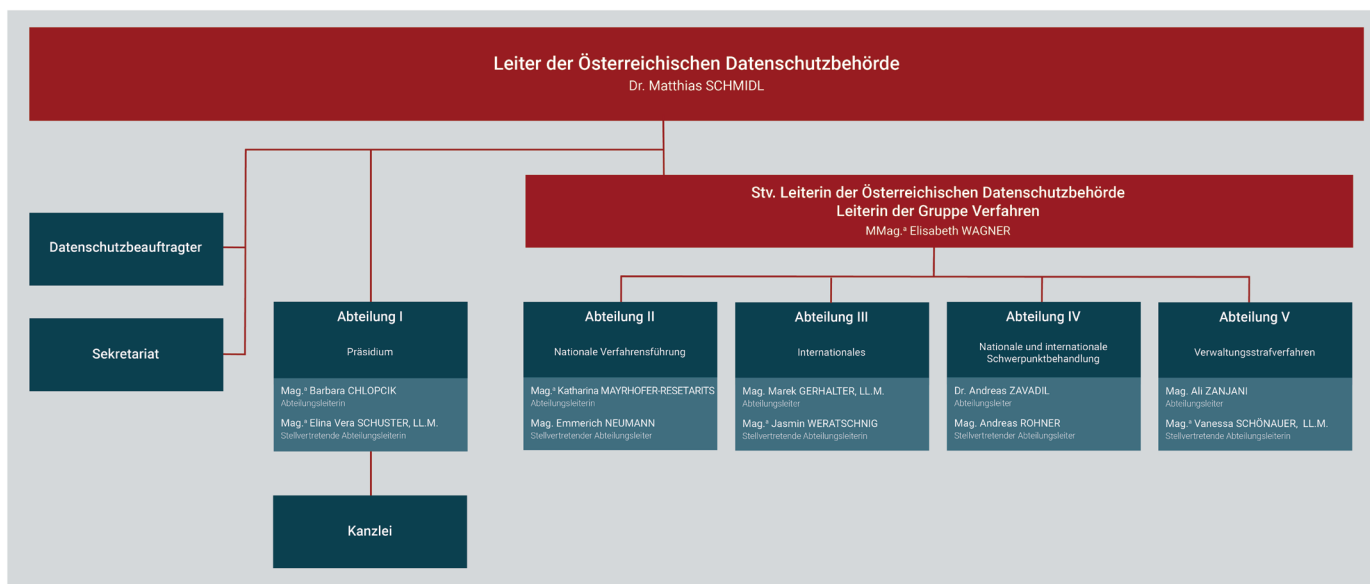 Leiter der Österreichischen Datenschutzbehörde
Dr. Matthias SCHMIDL
Stv. Leiterin der Österreichischen Datenschutzbehörde
Leiterin der Gruppe Verfahren
MMag.ª Elisabeth WAGNER
Datenschutzbeauftragter
Sekretariat
Abteilung I
Präsidium
Mag.ª Barbara CHLOPCIK
Abteilungsleiterin
Mag.ª Elina Vera SCHUSTER, LL.M.
Stellvertretende Abteilungsleiterin
Kanzlei
Abteilung II
Nationale Verfahrensführung
Mag.ª Katharina MAYRHOFER-RESETARITS
Abteilungsleiterin
Mag. Emmerich NEUMANN
Stellvertretender Abteilungsleiter
Abteilung III
Internationales
Mag. Marek GERHALTER, LL.M.
Abteilungsleiter
Mag.ª Jasmin WERATSCHNIG
Stellvertretende Abteilungsleiterin
Abteilung IV
Nationale und internationale
Schwerpunktbehandlung
Dr. Andreas ZAVADIL
Abteilungsleiter
Mag. Andreas ROHNER
Stellvertretender Abteilungsleiter
Abteilung V
Verwaltungsstrafverfahren
Mag. Ali ZANJANI
Abteilungsleiter
Mag.ª Vanessa SCHÖNAUER, LL.M.
Stellvertretende Abteilungsleiterin